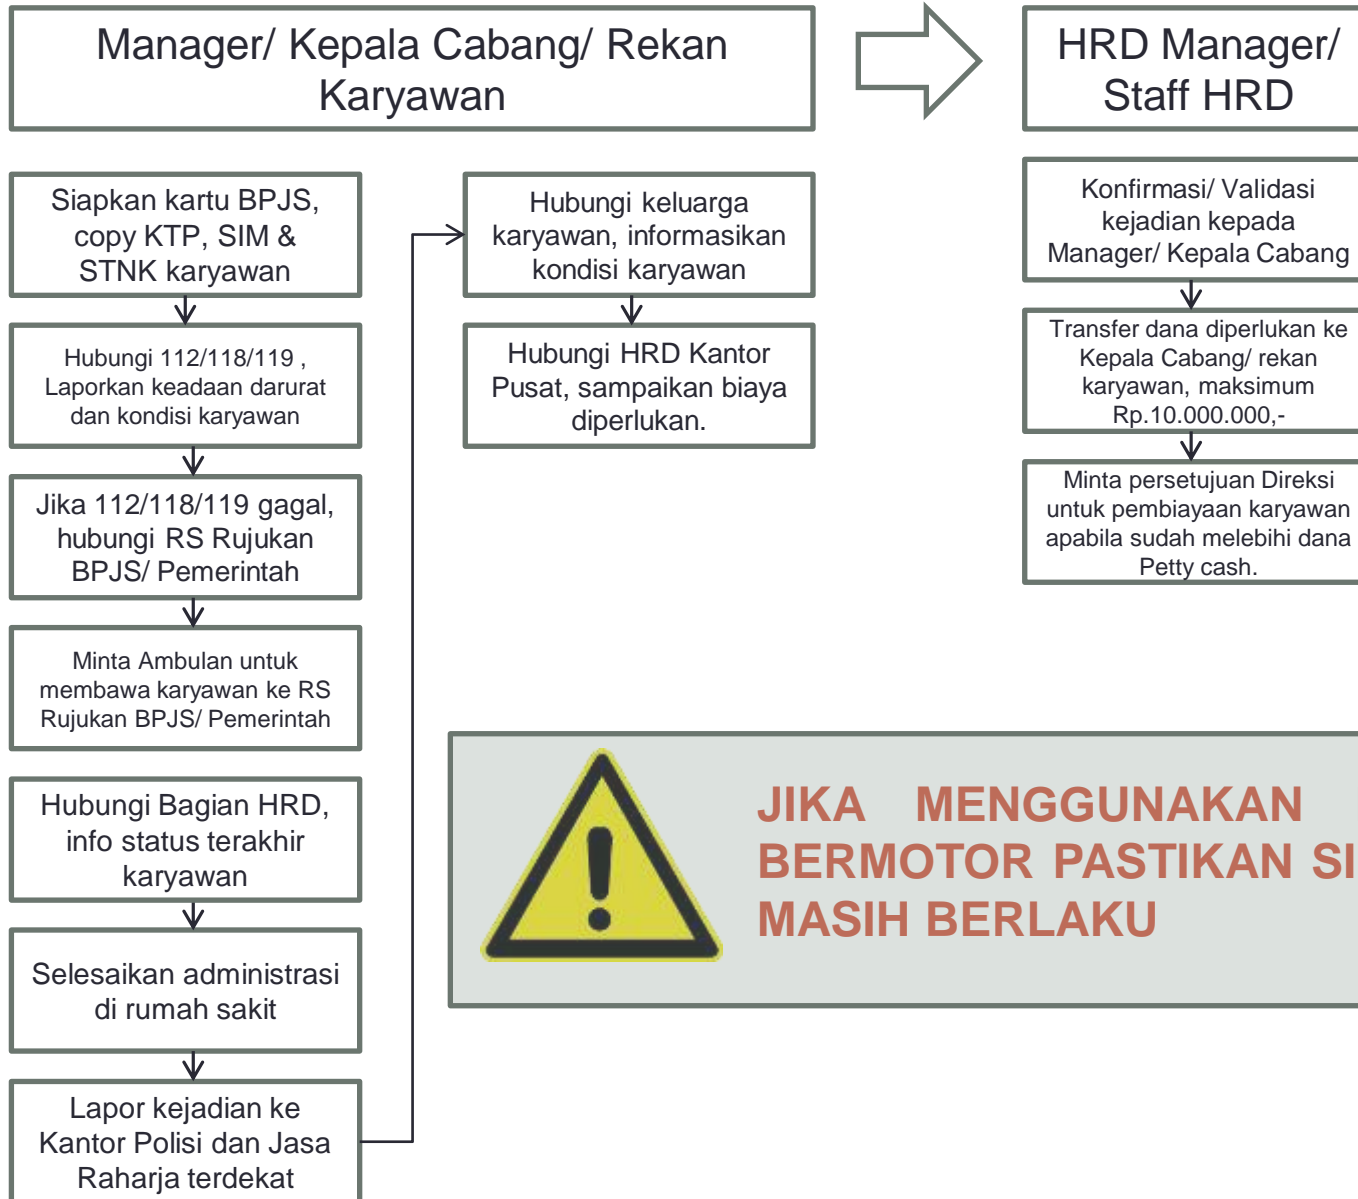 Manager/ Kepala Cabang/ Rekan
Karyawan
HRD Manager/
Staff HRD
Siapkan kartu BPJS,
copy KTP, SIM &
STNK karyawan
Hubungi 112/118/119 ,
Laporkan keadaan darurat
dan kondisi karyawan
Jika 112/118/119 gagal,
hubungi RS Rujukan
BPJS/ Pemerintah
Minta Ambulan untuk
membawa karyawan ke RS
Rujukan BPJS/ Pemerintah
Hubungi Bagian HRD,
info status terakhir
karyawan
Selesaikan administrasi
di rumah sakit
Lapor kejadian ke
Kantor Polisi dan Jasa
Raharja terdekat
Hubungi keluarga
karyawan, informasikan
kondisi karyawan
Hubungi HRD Kantor
Pusat, sampaikan biaya
diperlukan.
Konfirmasi/ Validasi
kejadian kepada
Manager/ Kepala Cabang
Transfer dana diperlukan ke
Kepala Cabang/ rekan
karyawan, maksimum
Rp.10.000.000,-
Minta persetujuan Direksi
untuk pembiayaan karyawan
apabila sudah melebihi dana
Petty cash.
JIKA MENGGUNAKAN
BERMOTOR PASTIKAN SI
MASIH BERLAKU